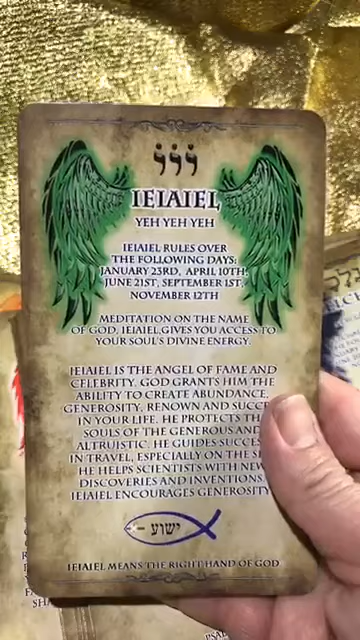 ייי
IEIAIEL
YEH YEH YEH
IEIAIEL RULES OVER
THE FOLLOWING DAYS:
JANUARY 23RD, APRIL 10TH,
JUNE 21ST, SEPTEMBER 1ST,
NOVEMBER 12TH
MEDITATION ON THE NAME
OF GOD, IEIAIEL, GIVES YOU ACCESS TO
YOUR SOUL'S DIVINE ENERGY.
IEIAIEL IS THE ANGEL OF FAME AND
CELEBRITY. GOD GRANTS HIM THE
ABILITY TO CREATE ABUNDANCE,
GENEROSITY, RENOWN AND SUCCE
IN YOUR LIFE. HE PROTECTS TH
SOULS OF THE GENEROUS AND
ALTRUISTIC. HE GUIDES SUCCES
IN TRAVEL, ESPECIALLY ON THE S
HE HELPS SCIENTISTS WITH NEW
DISCOVERIES AND INVENTIONS.
IEIAIEL ENCOURAGES GENEROSITY
ישוע
IEIAIEL MEANS THE RIGHT HAND OF GOD